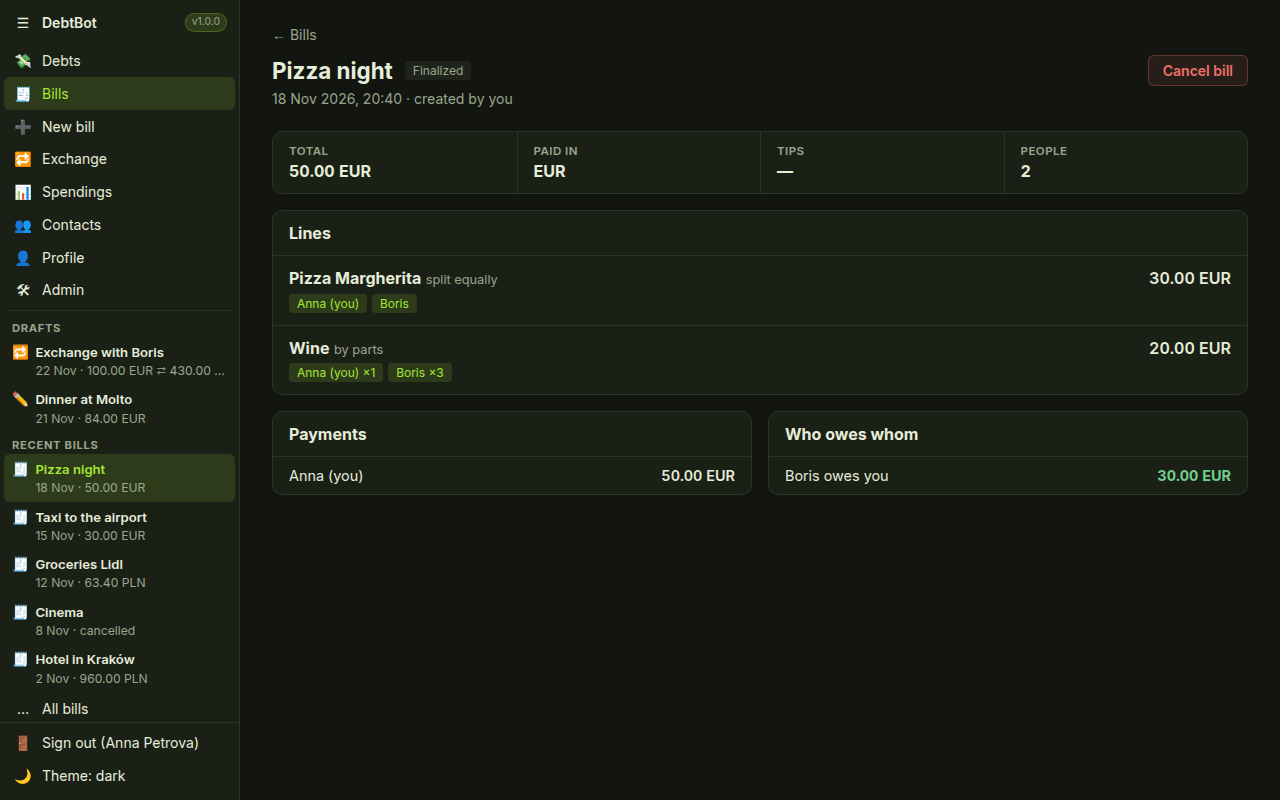 ☰ DebtBot v1.0.0
Debts
Bills
New bill
Exchange
Spendings
Contacts
Profile
Admin
DRAFTS
Exchange with Boris
22 Nov · 100.00 EUR ⇄ 430.00 ...
Dinner at Molto
21 Nov · 84.00 EUR
RECENT BILLS
Pizza night
18 Nov · 50.00 EUR
Taxi to the airport
15 Nov · 30.00 EUR
Groceries Lidl
12 Nov · 63.40 PLN
Cinema
8 Nov · cancelled
Hotel in Kraków
2 Nov · 960.00 PLN
... All bills
Sign out (Anna Petrova)
Theme: dark
← Bills
Pizza night Finalized
Cancel bill
18 Nov 2026, 20:40 · created by you
TOTAL
50.00 EUR
PAID IN
EUR
TIPS
—
PEOPLE
2
Lines
Pizza Margherita split equally 30.00 EUR
Anna (you) Boris
Wine by parts 20.00 EUR
Anna (you) ×1 Boris ×3
Payments
Anna (you) 50.00 EUR
Who owes whom
Boris owes you 30.00 EUR